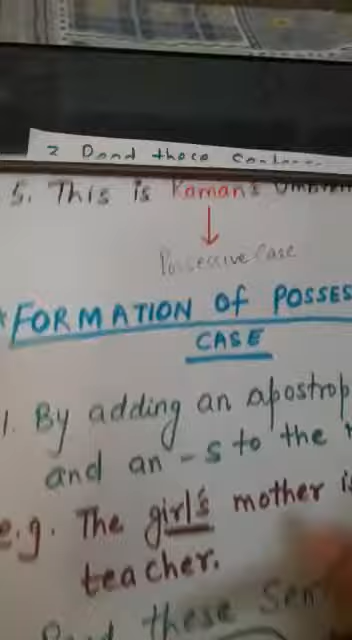 2
5. This is Raman's
Possessive Case
* FORMATION of POSSES
CASE
1. By adding an apostrop
and an -s to the
e.g. The girl's mother is
teacher.
these Sen